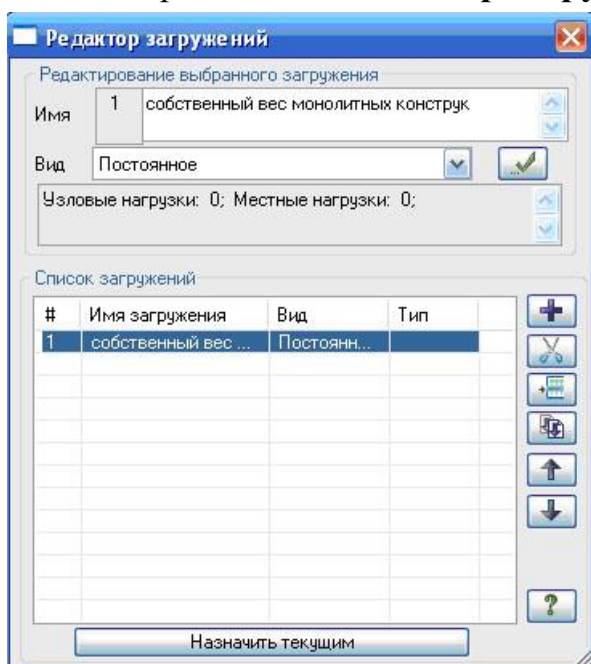 Редактор загружений
Редактирование выбранного загружения
Имя 1 собственный вес монолитных конструк
Вид Постоянное
Узловые нагрузки: 0; Местные нагрузки: 0;
Список загружений
# Имя загружения Вид Тип
1 собственный вес ... Постоянн...
?
Назначить текущим